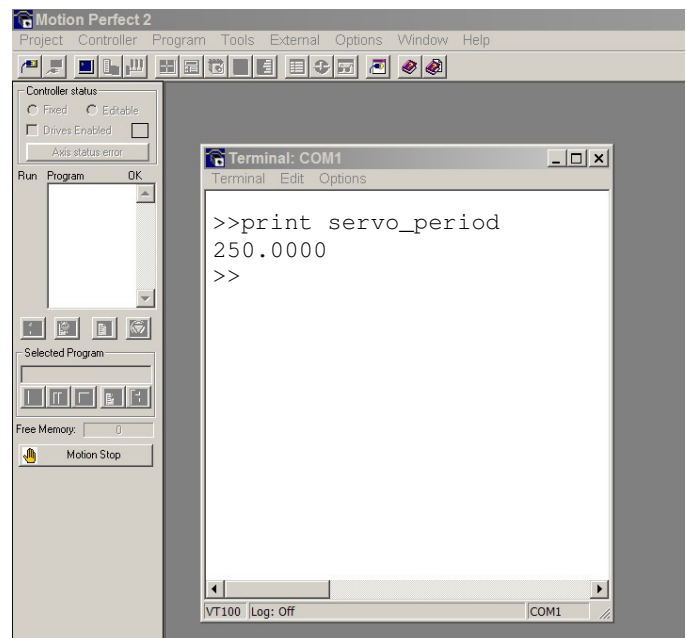 Motion Perfect 2
Project Controller Program Tools External Options Window Help
Controller status
Fixed Editable
Drives Enabled
Axis status error
Run Program OK
Selected Program
Free Memory: 0
Motion Stop
Terminal: COM1
Terminal Edit Options
>>print servo_period
250.0000
>>
VT100 Log: Off COM1